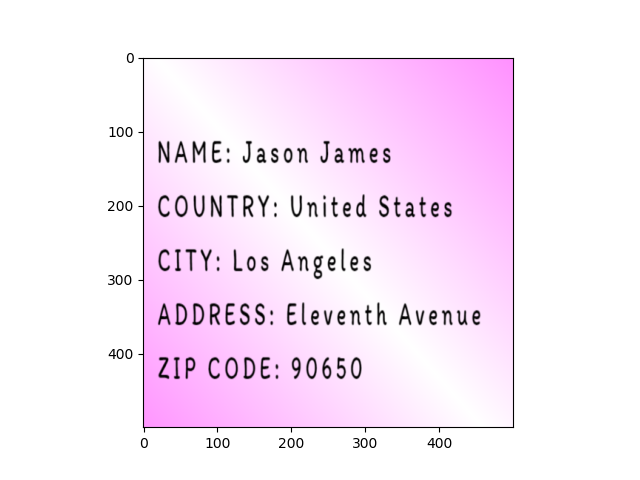 0
100
NAME: Jason James
200
COUNTRY: United States
CITY: Los Angeles
300
ADDRESS: Eleventh Avenue
400
ZIP CODE: 90650
0 100 200 300 400